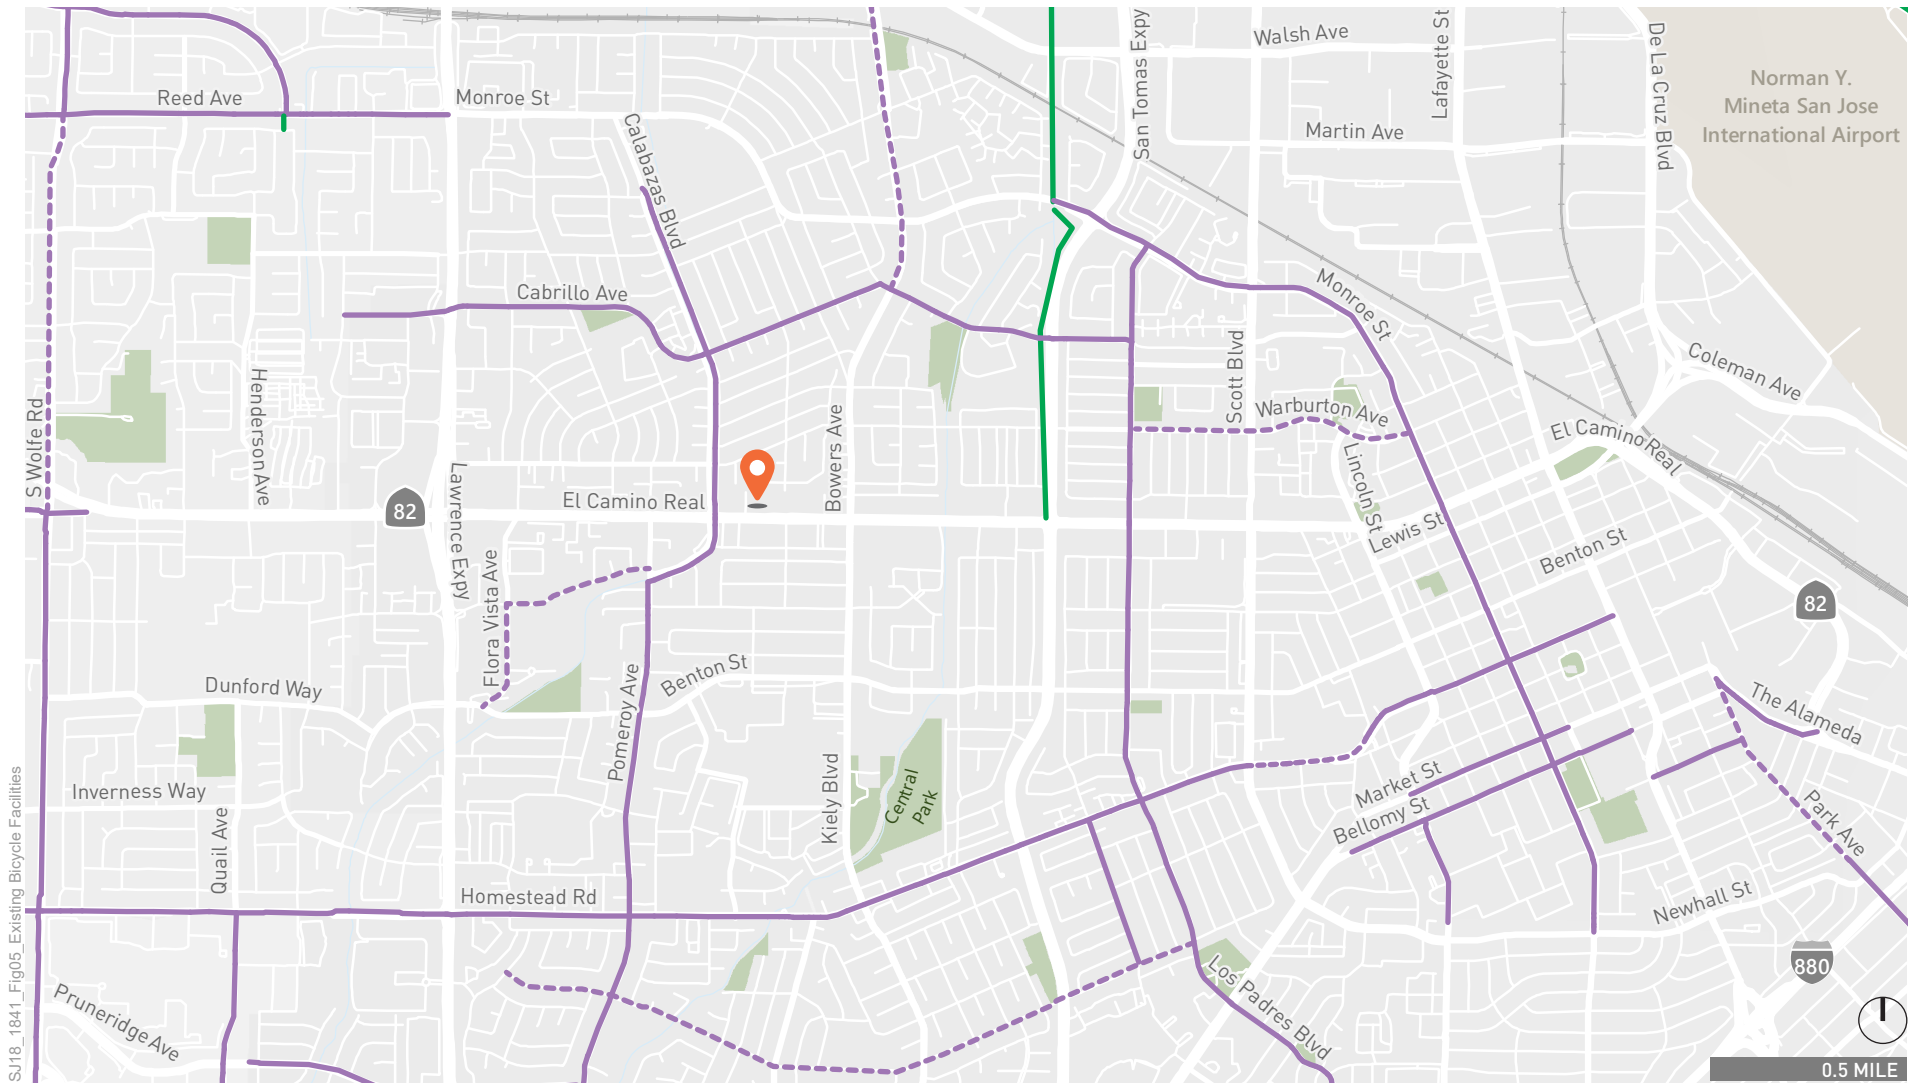 Walsh Ave
Lafayette St
De La Cruz Blvd
San Tomas Expy
Norman Y.
Mineta San Jose
International Airport
Reed Ave
Monroe St
Martin Ave
Calabazas Blvd
Cabrillo Ave
Monroe St
Scott Blvd
Coleman Ave
Henderson Ave
S Wolfe Rd
Bowers Ave
Warburton Ave
El Camino Real
Lincoln St
Lawrence Expy
El Camino Real
82
Lewis St
Benton St
Flora Vista Ave
82
Benton St
Dunford Way
Pomeroy Ave
The Alameda
Kiely Blvd
Central
Park
Inverness Way
Market St
Bellomy St
Park Ave
Quail Ave
Homestead Rd
Newhall St
880
Los Padres Blvd
Pruneridge Ave
SJ18_1841_Fig05_Existing Bicycle Facilities
0.5 MILE